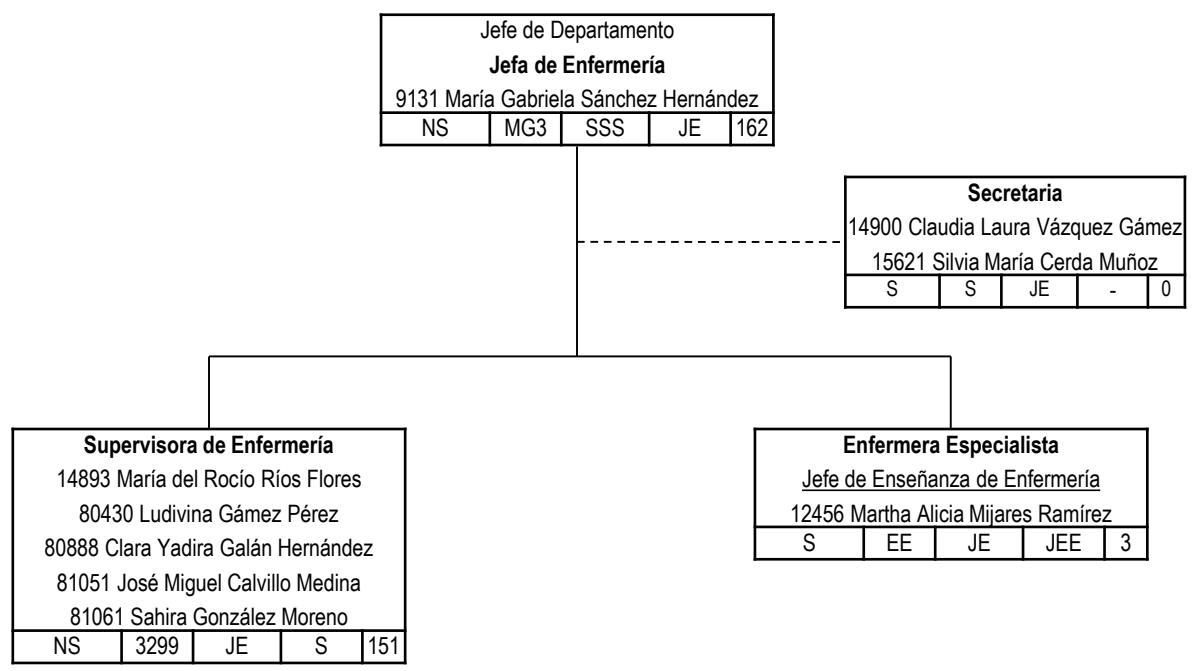 Jefe de Departamento
Jefa de Enfermería
9131 María Gabriela Sánchez Hernández
NS MG3 SSS JE 162
Secretaria
14900 Claudia Laura Vázquez Gámez
15621 Silvia María Cerda Muñoz
S S JE - 0
Supervisora de Enfermería
14893 María del Rocío Ríos Flores
80430 Ludivina Gámez Pérez
80888 Clara Yadira Galán Hernández
81051 José Miguel Calvillo Medina
81061 Sahira González Moreno
NS 3299 JE S 151
Enfermera Especialista
Jefe de Enseñanza de Enfermería
12456 Martha Alicia Mijares Ramírez
S EE JE JEE 3